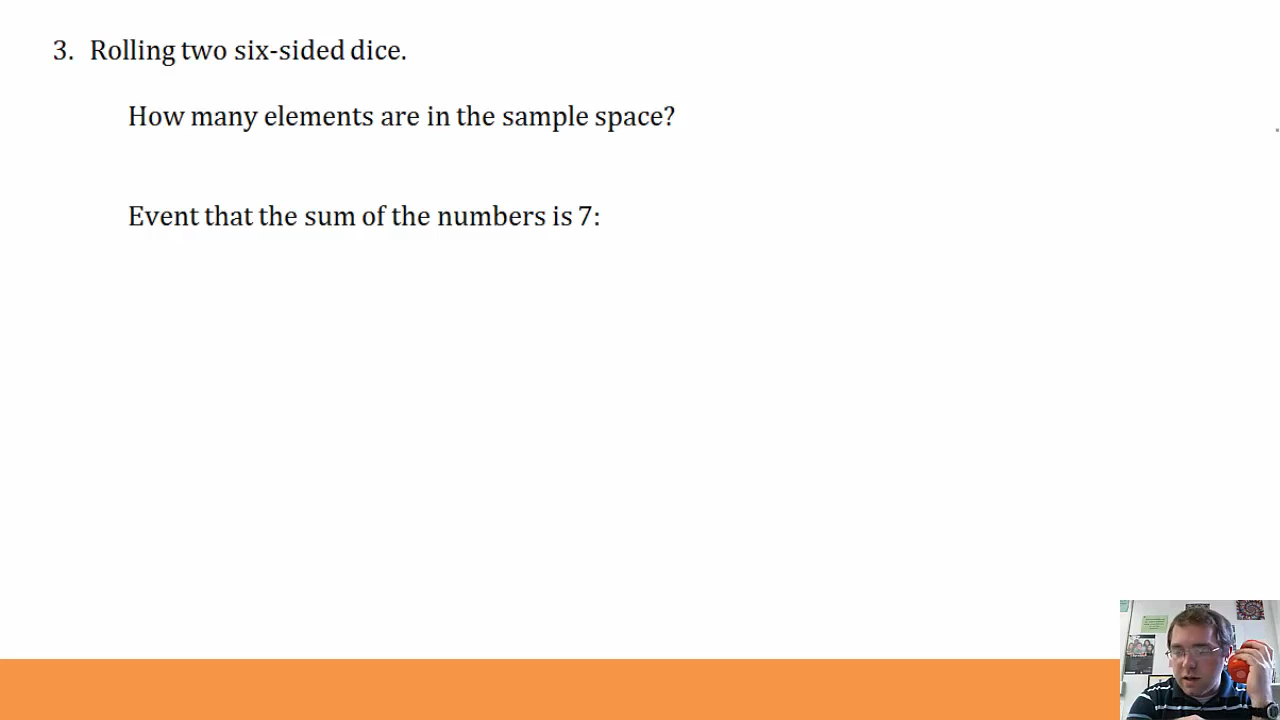 3. Rolling two six-sided dice.
How many elements are in the sample space?
Event that the sum of the numbers is 7: